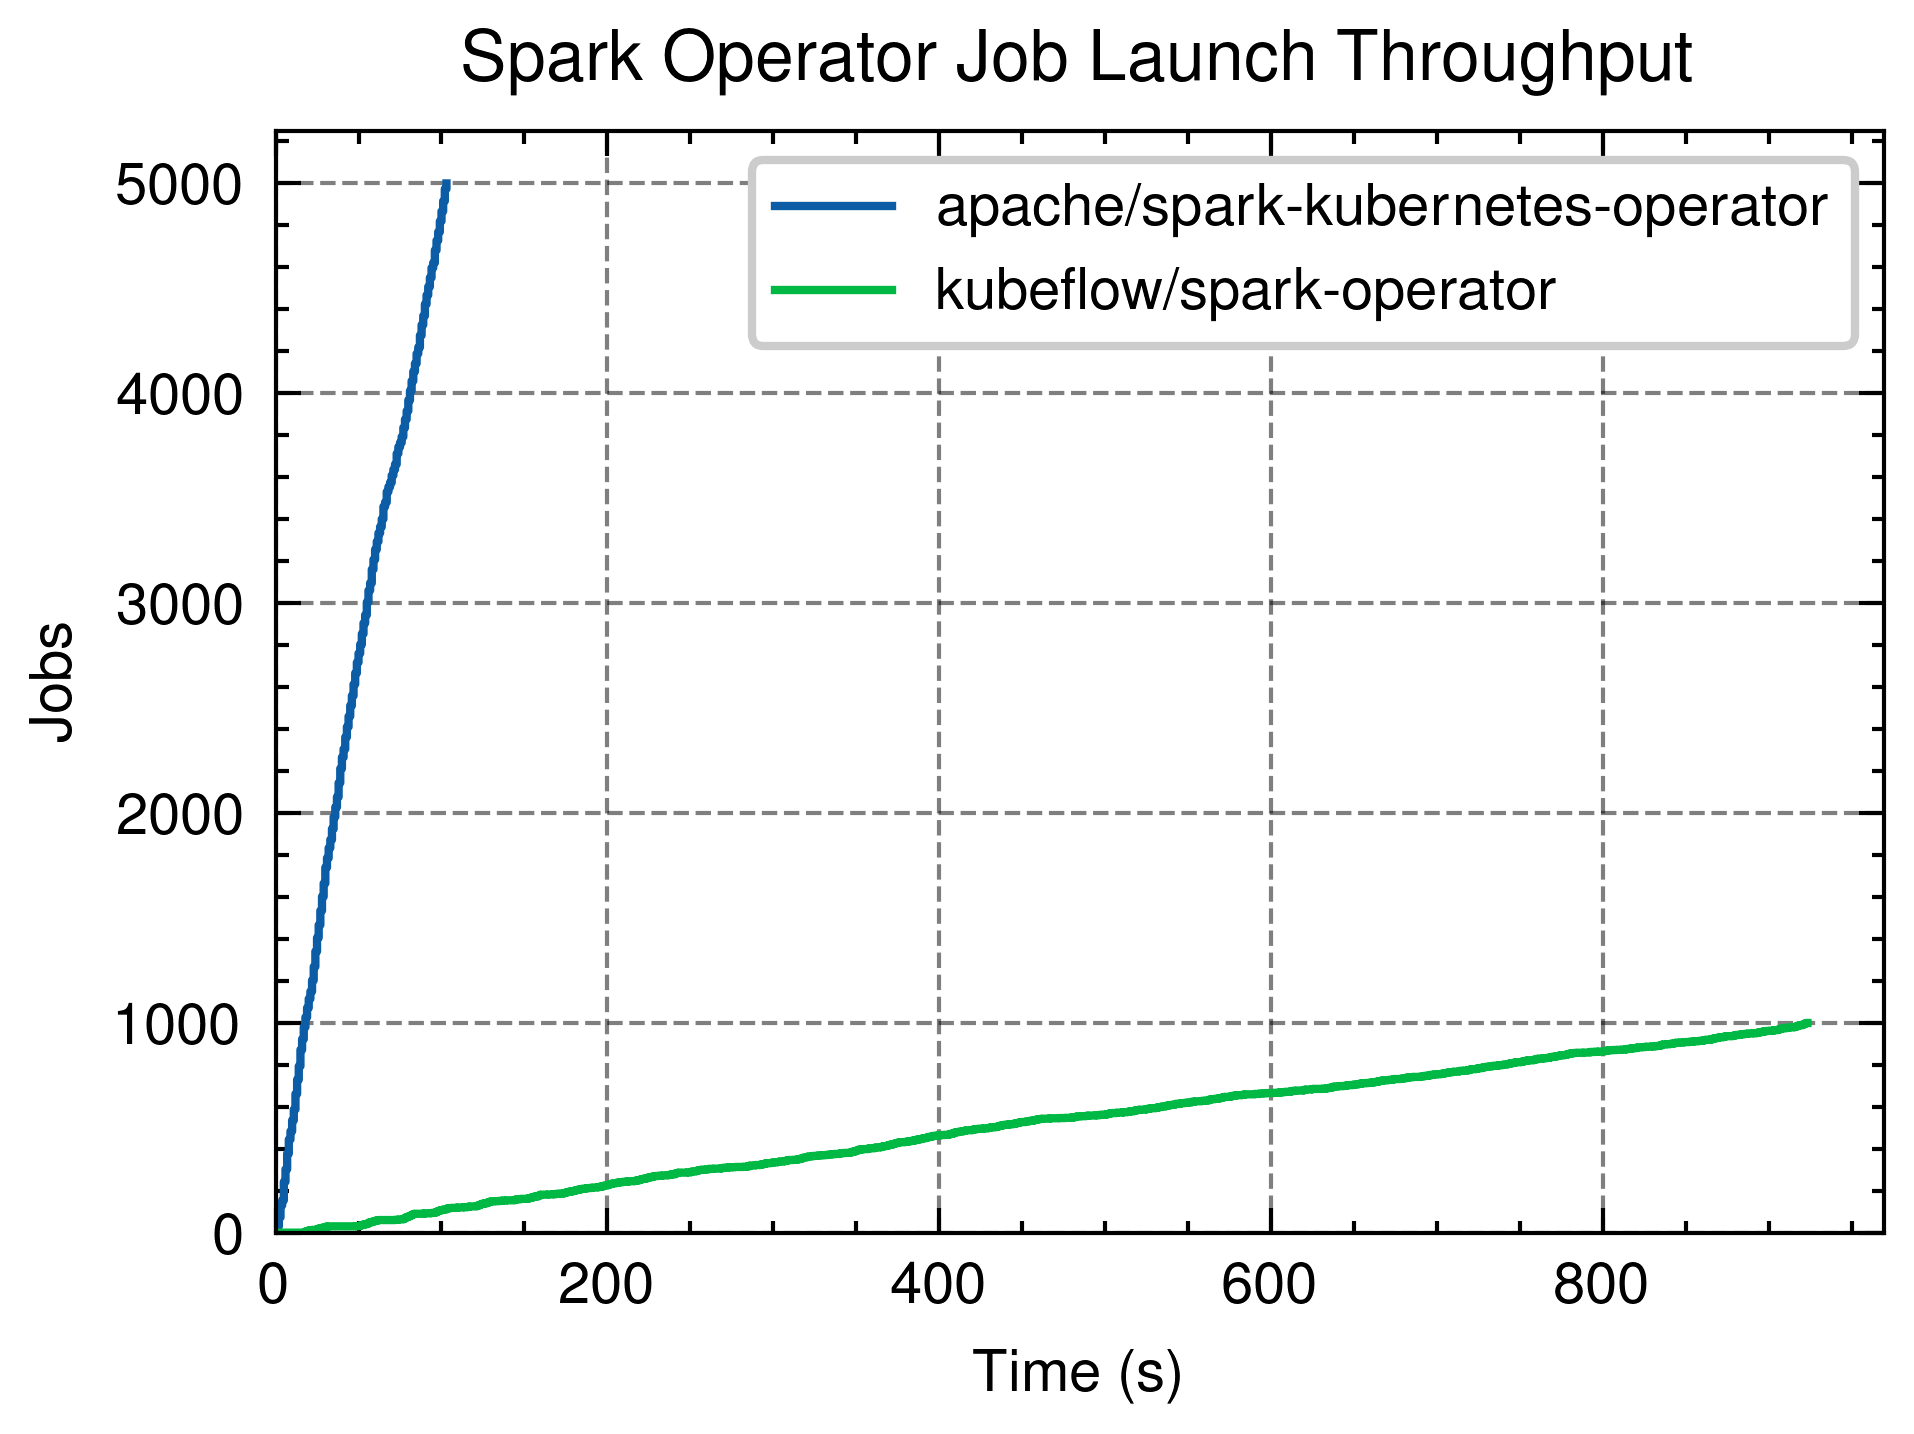 Spark Operator Job Launch Throughput
apache/spark-kubernetes-operator
kubeflow/spark-operator
5000
4000
3000
2000
1000
0
Jobs
0 200 400 600 800
Time (s)